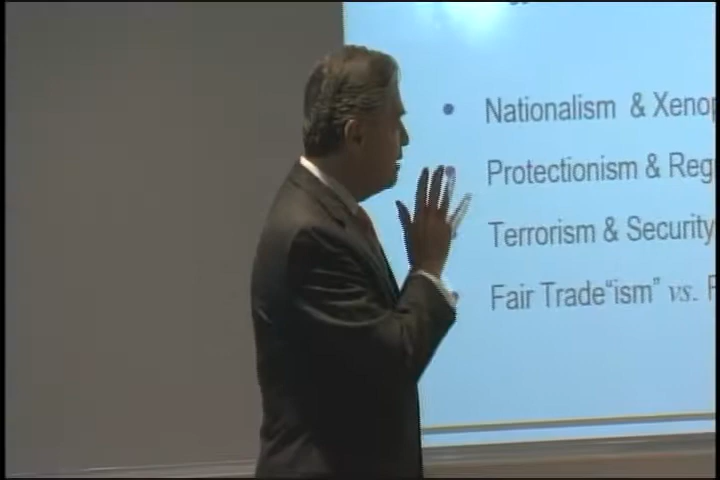 Nationalism & Xenop
Protectionism & Reg
Terrorism & Security
Fair Trade“ism” vs.